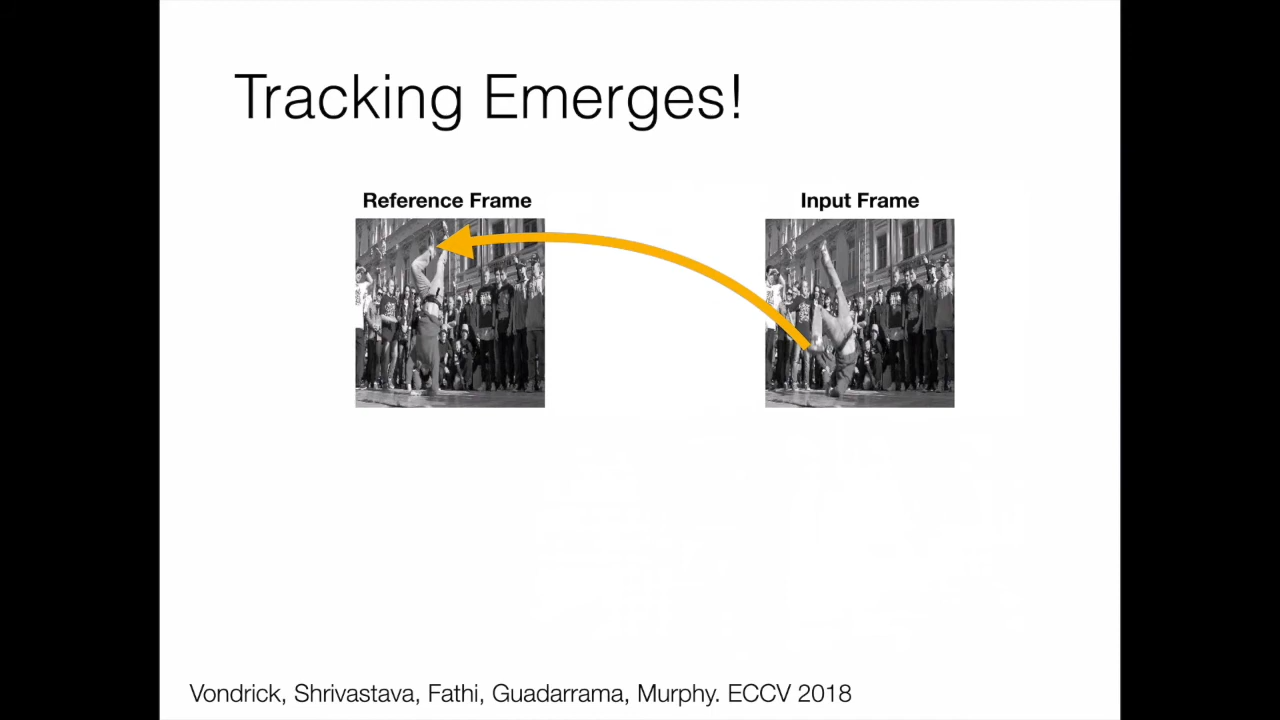 Tracking Emerges!
Reference Frame
Input Frame
Vondrick, Shrivastava, Fathi, Guadarrama, Murphy. ECCV 2018